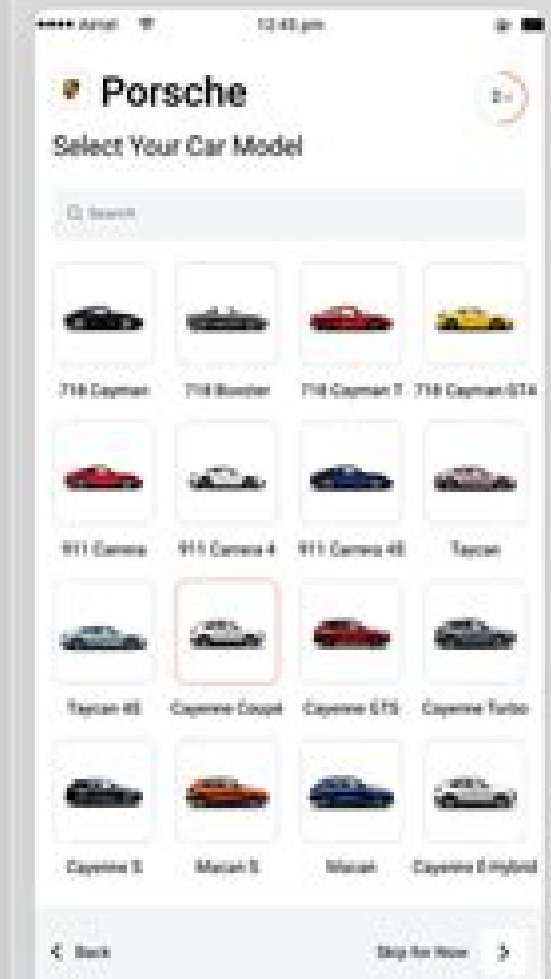 Airtel 12:45 pm
Porsche
Select Your Car Model
Search
718 Cayman 718 Boxster 718 Cayman T 718 Cayman GT4
911 Carrera 911 Carrera 4 911 Carrera 4S Taycan
Taycan 4S Cayenne Coupé Cayenne GTS Cayenne Turbo
Cayenne S Macan S Macan Cayenne E-Hybrid
Back Skip for Now